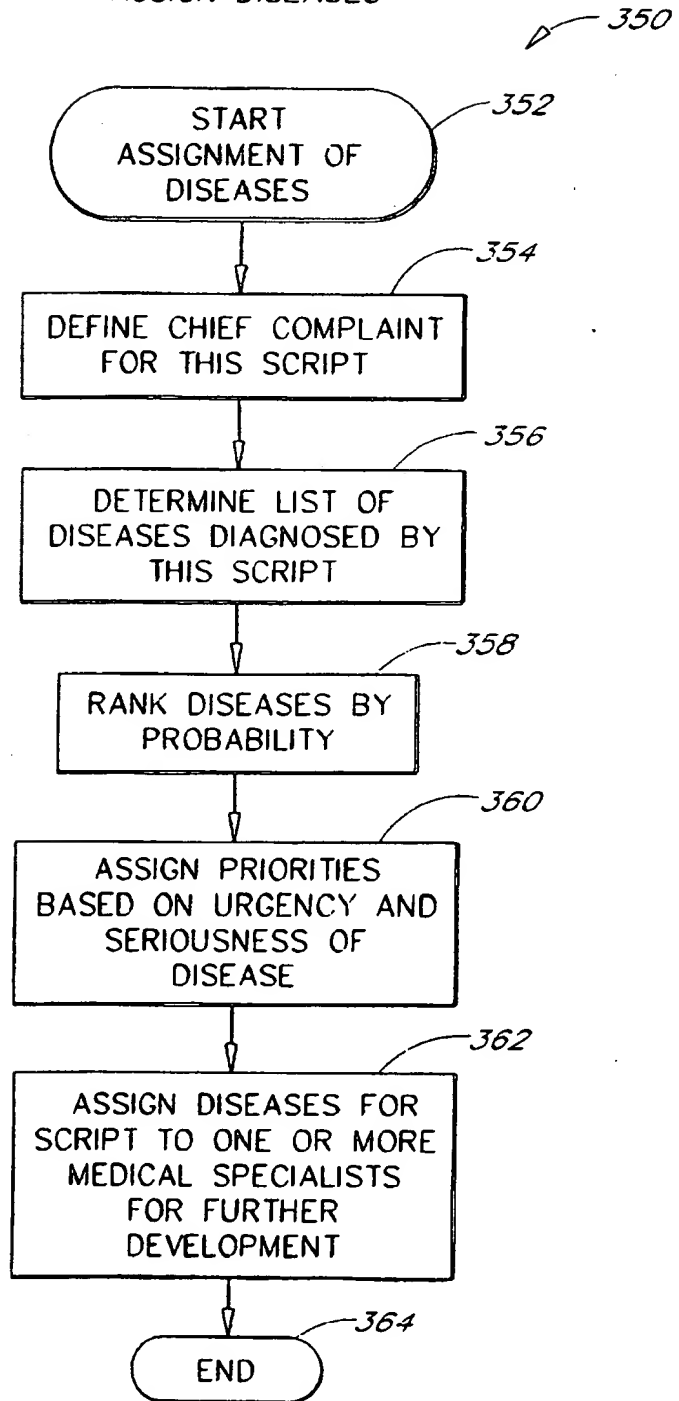 ASSIGN DISEASES
350
352
START
ASSIGNMENT OF
DISEASES
354
DEFINE CHIEF COMPLAINT
FOR THIS SCRIPT
356
DETERMINE LIST OF
DISEASES DIAGNOSED BY
THIS SCRIPT
358
RANK DISEASES BY
PROBABILITY
360
ASSIGN PRIORITIES
BASED ON URGENCY AND
SERIOUSNESS OF
DISEASE
362
ASSIGN DISEASES FOR
SCRIPT TO ONE OR MORE
MEDICAL SPECIALISTS
FOR FURTHER
DEVELOPMENT
364
END